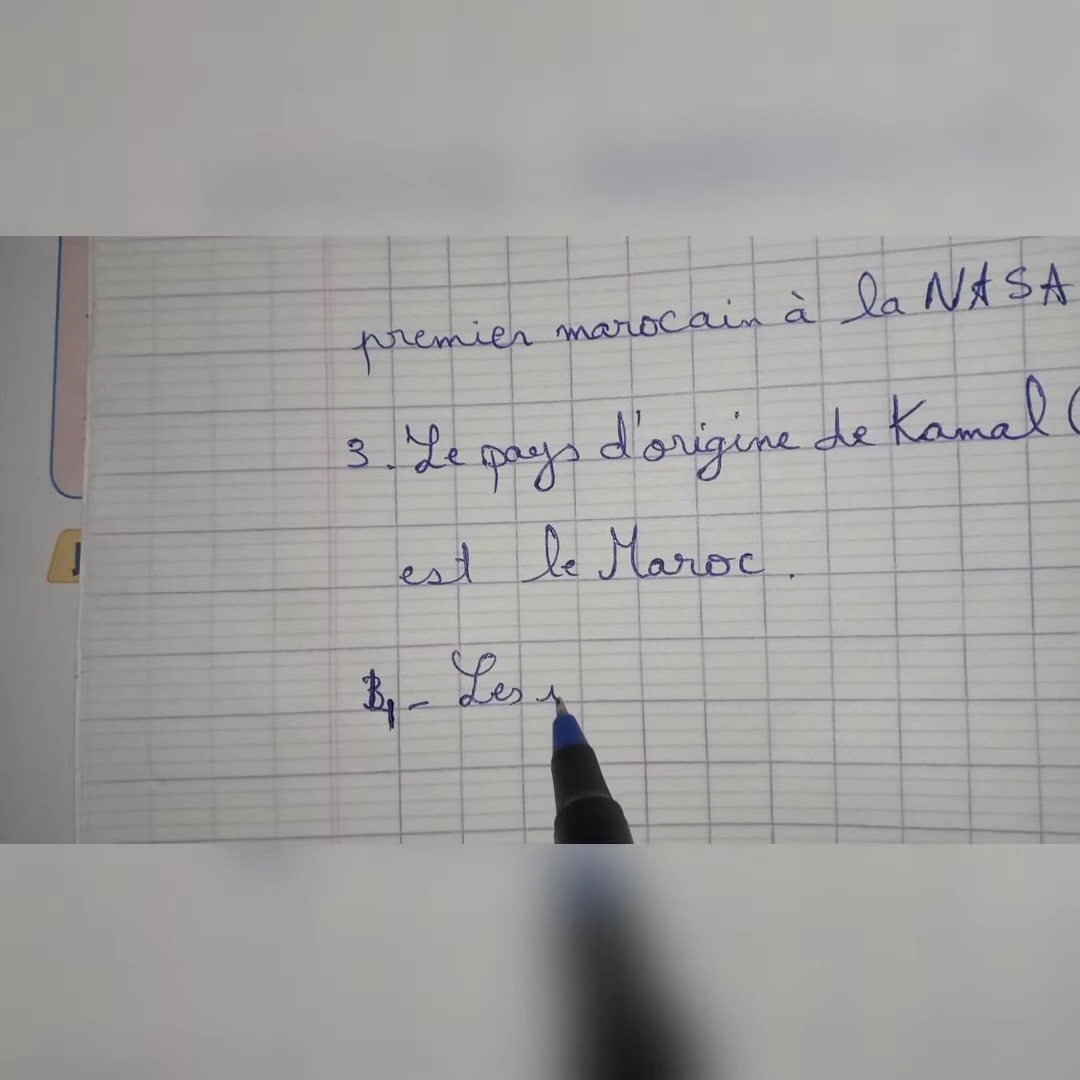 premier marocain à la NASA
3. Le pays d'origine de Kamal (
est le Maroc.
B1 - Les